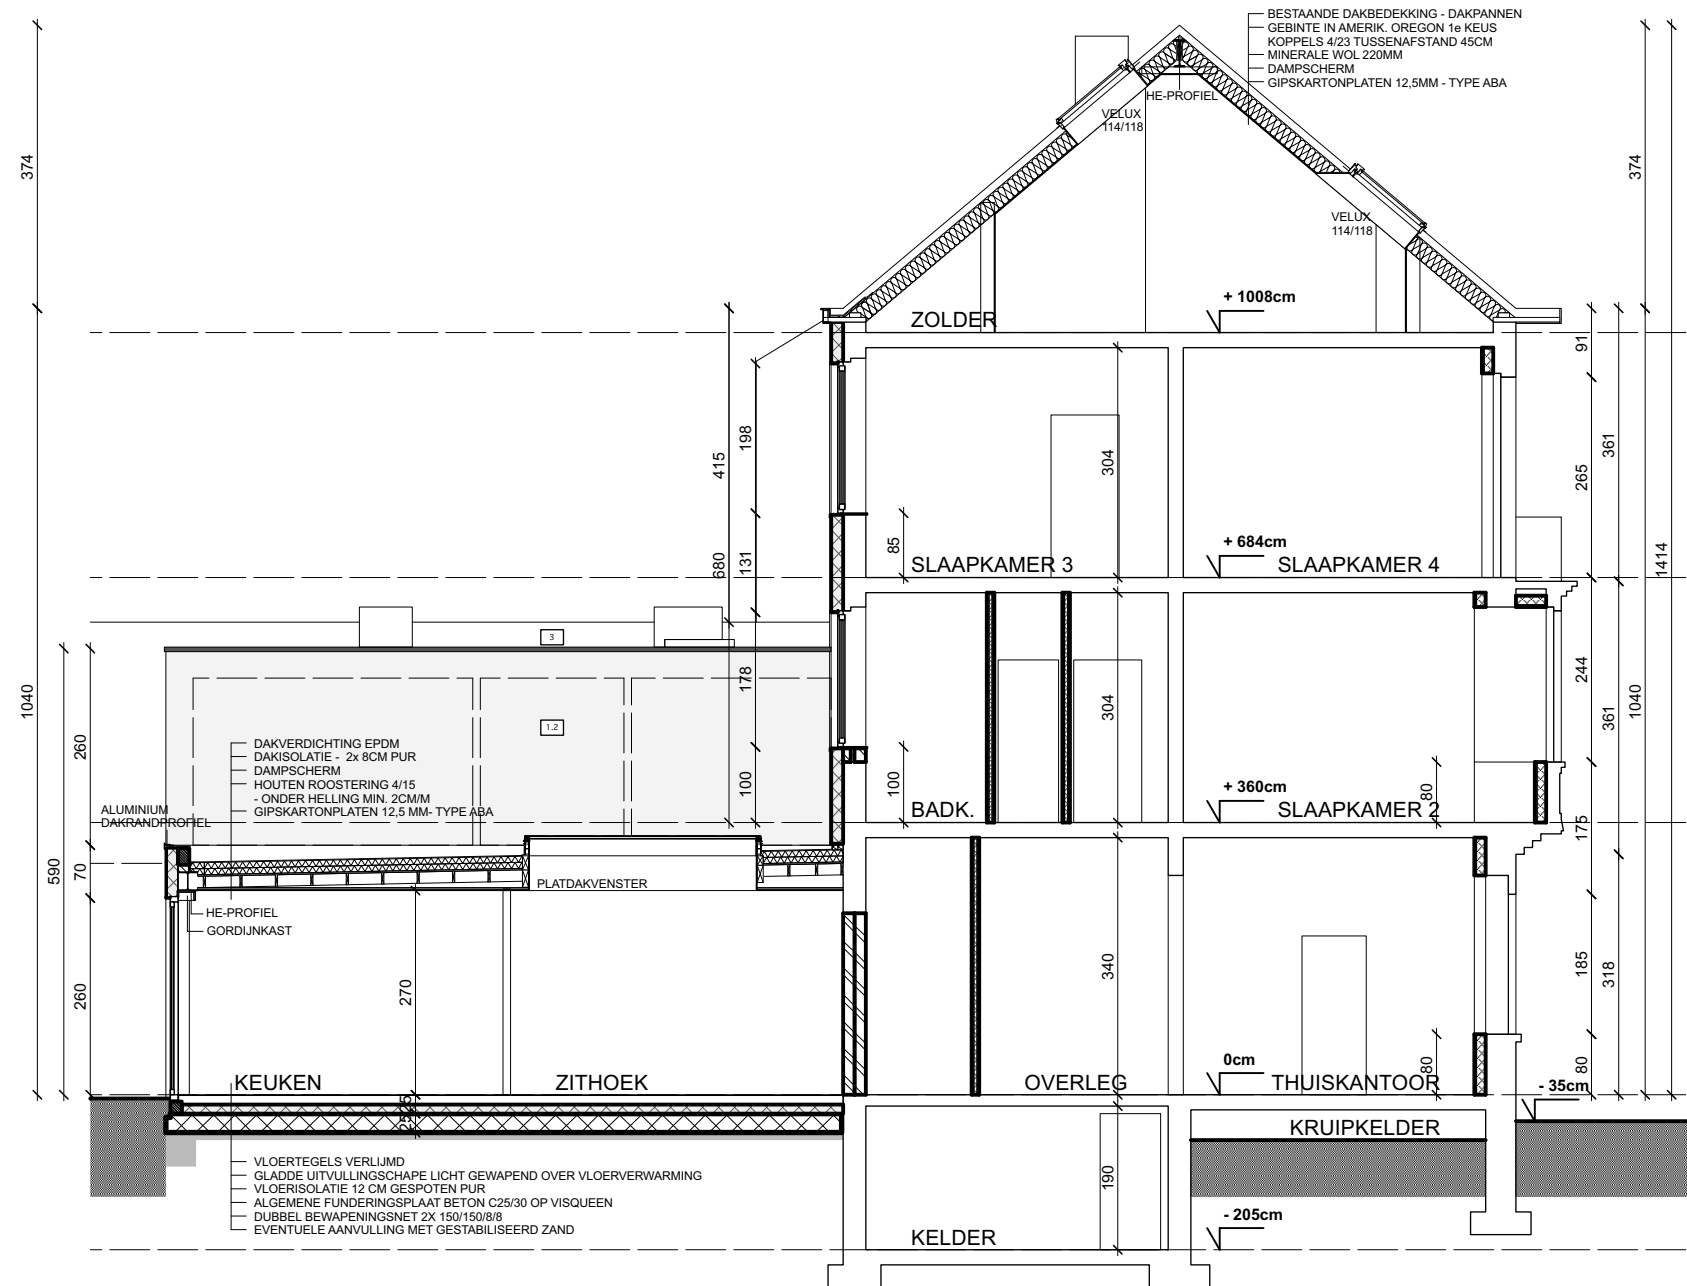 BESTAANDE DAKBEDEKKING - DAKPANNEN
GEBINTE IN AMERIK. OREGON 1e KEUS
KOPPELS 4/23 TUSSENAFSTAND 45CM
MINERALE WOL 220MM
DAMPSCHERM
GIPSKARTONPLATEN 12,5MM - TYPE ABA
HE-PROFIEL
VELUX
114/118
VELUX
114/118
374
374
+ 1008cm
ZOLDER
91
198
415
304
361
265
85
+ 684cm
SLAAPKAMER 3
SLAAPKAMER 4
680
131
1414
3
178
1.2
1040
260
304
244
361
1040
DAKVERDICHTING EPDM
DAKISOLATIE - 2x 8CM PUR
DAMPSCHERM
HOUTEN ROOSTERING 4/15
- ONDER HELLING MIN. 2CM/M
GIPSKARTONPLATEN 12,5 MM- TYPE ABA
ALUMINIUM
DAKRANDPROFIEL
100
100
80
+ 360cm
BADK.
SLAAPKAMER 2
175
590
70
PLATDAKVENSTER
HE-PROFIEL
GORDIJNKAST
260
270
340
185
318
0cm
80
80
KEUKEN
ZITHOEK
OVERLEG
THUISKANTOOR
- 35cm
2525
KRUIPKELDER
VLOERTEGELS VERLIJMD
GLADDE UITVULLINGSCHAPE LICHT GEWAPEND OVER VLOERVERWARMING
VLOERISOLATIE 12 CM GESPOTEN PUR
ALGEMENE FUNDERINGSPLAAT BETON C25/30 OP VISQUEEN
DUBBEL BEWAPENINGSNET 2X 150/150/8/8
EVENTUELE AANVULLING MET GESTABILISEERD ZAND
190
- 205cm
KELDER